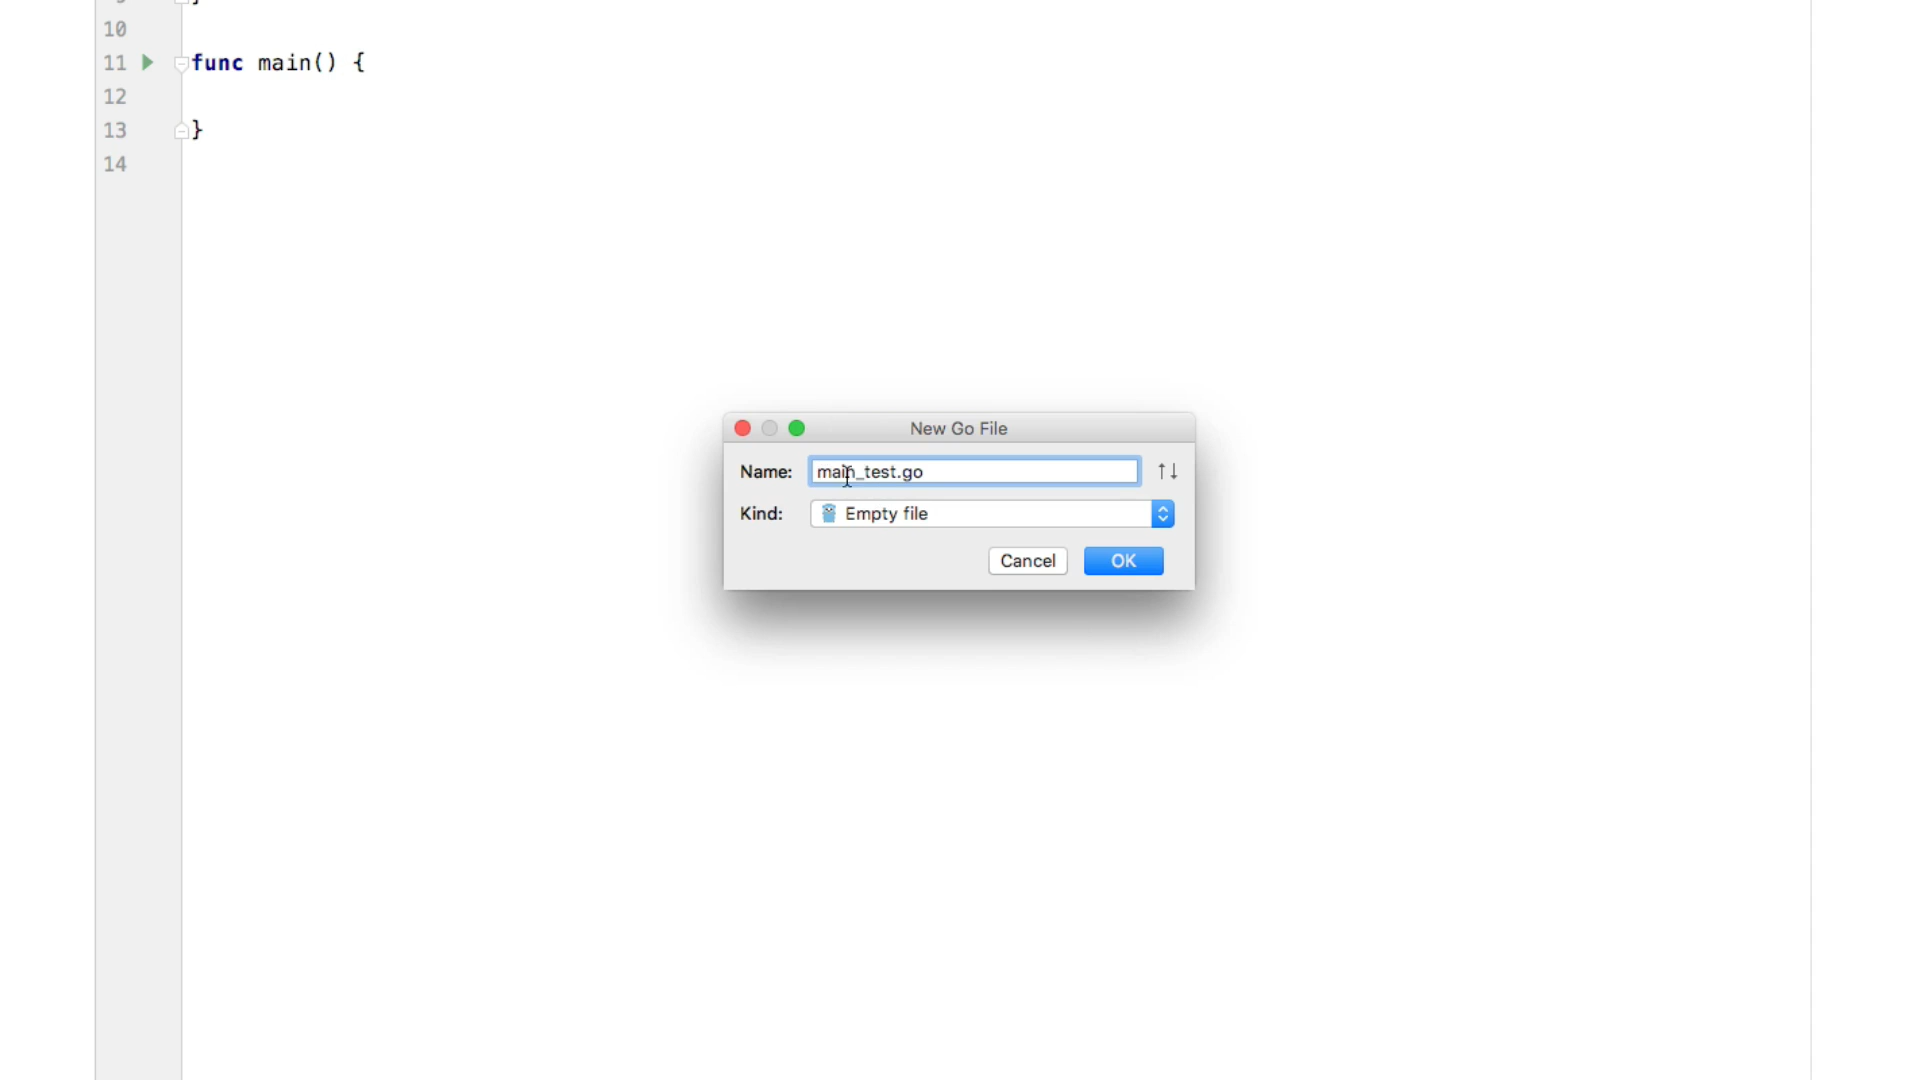 10
11 func main() {
12
13 }
14
New Go File
Name: main_test.go
Kind: Empty file
Cancel OK